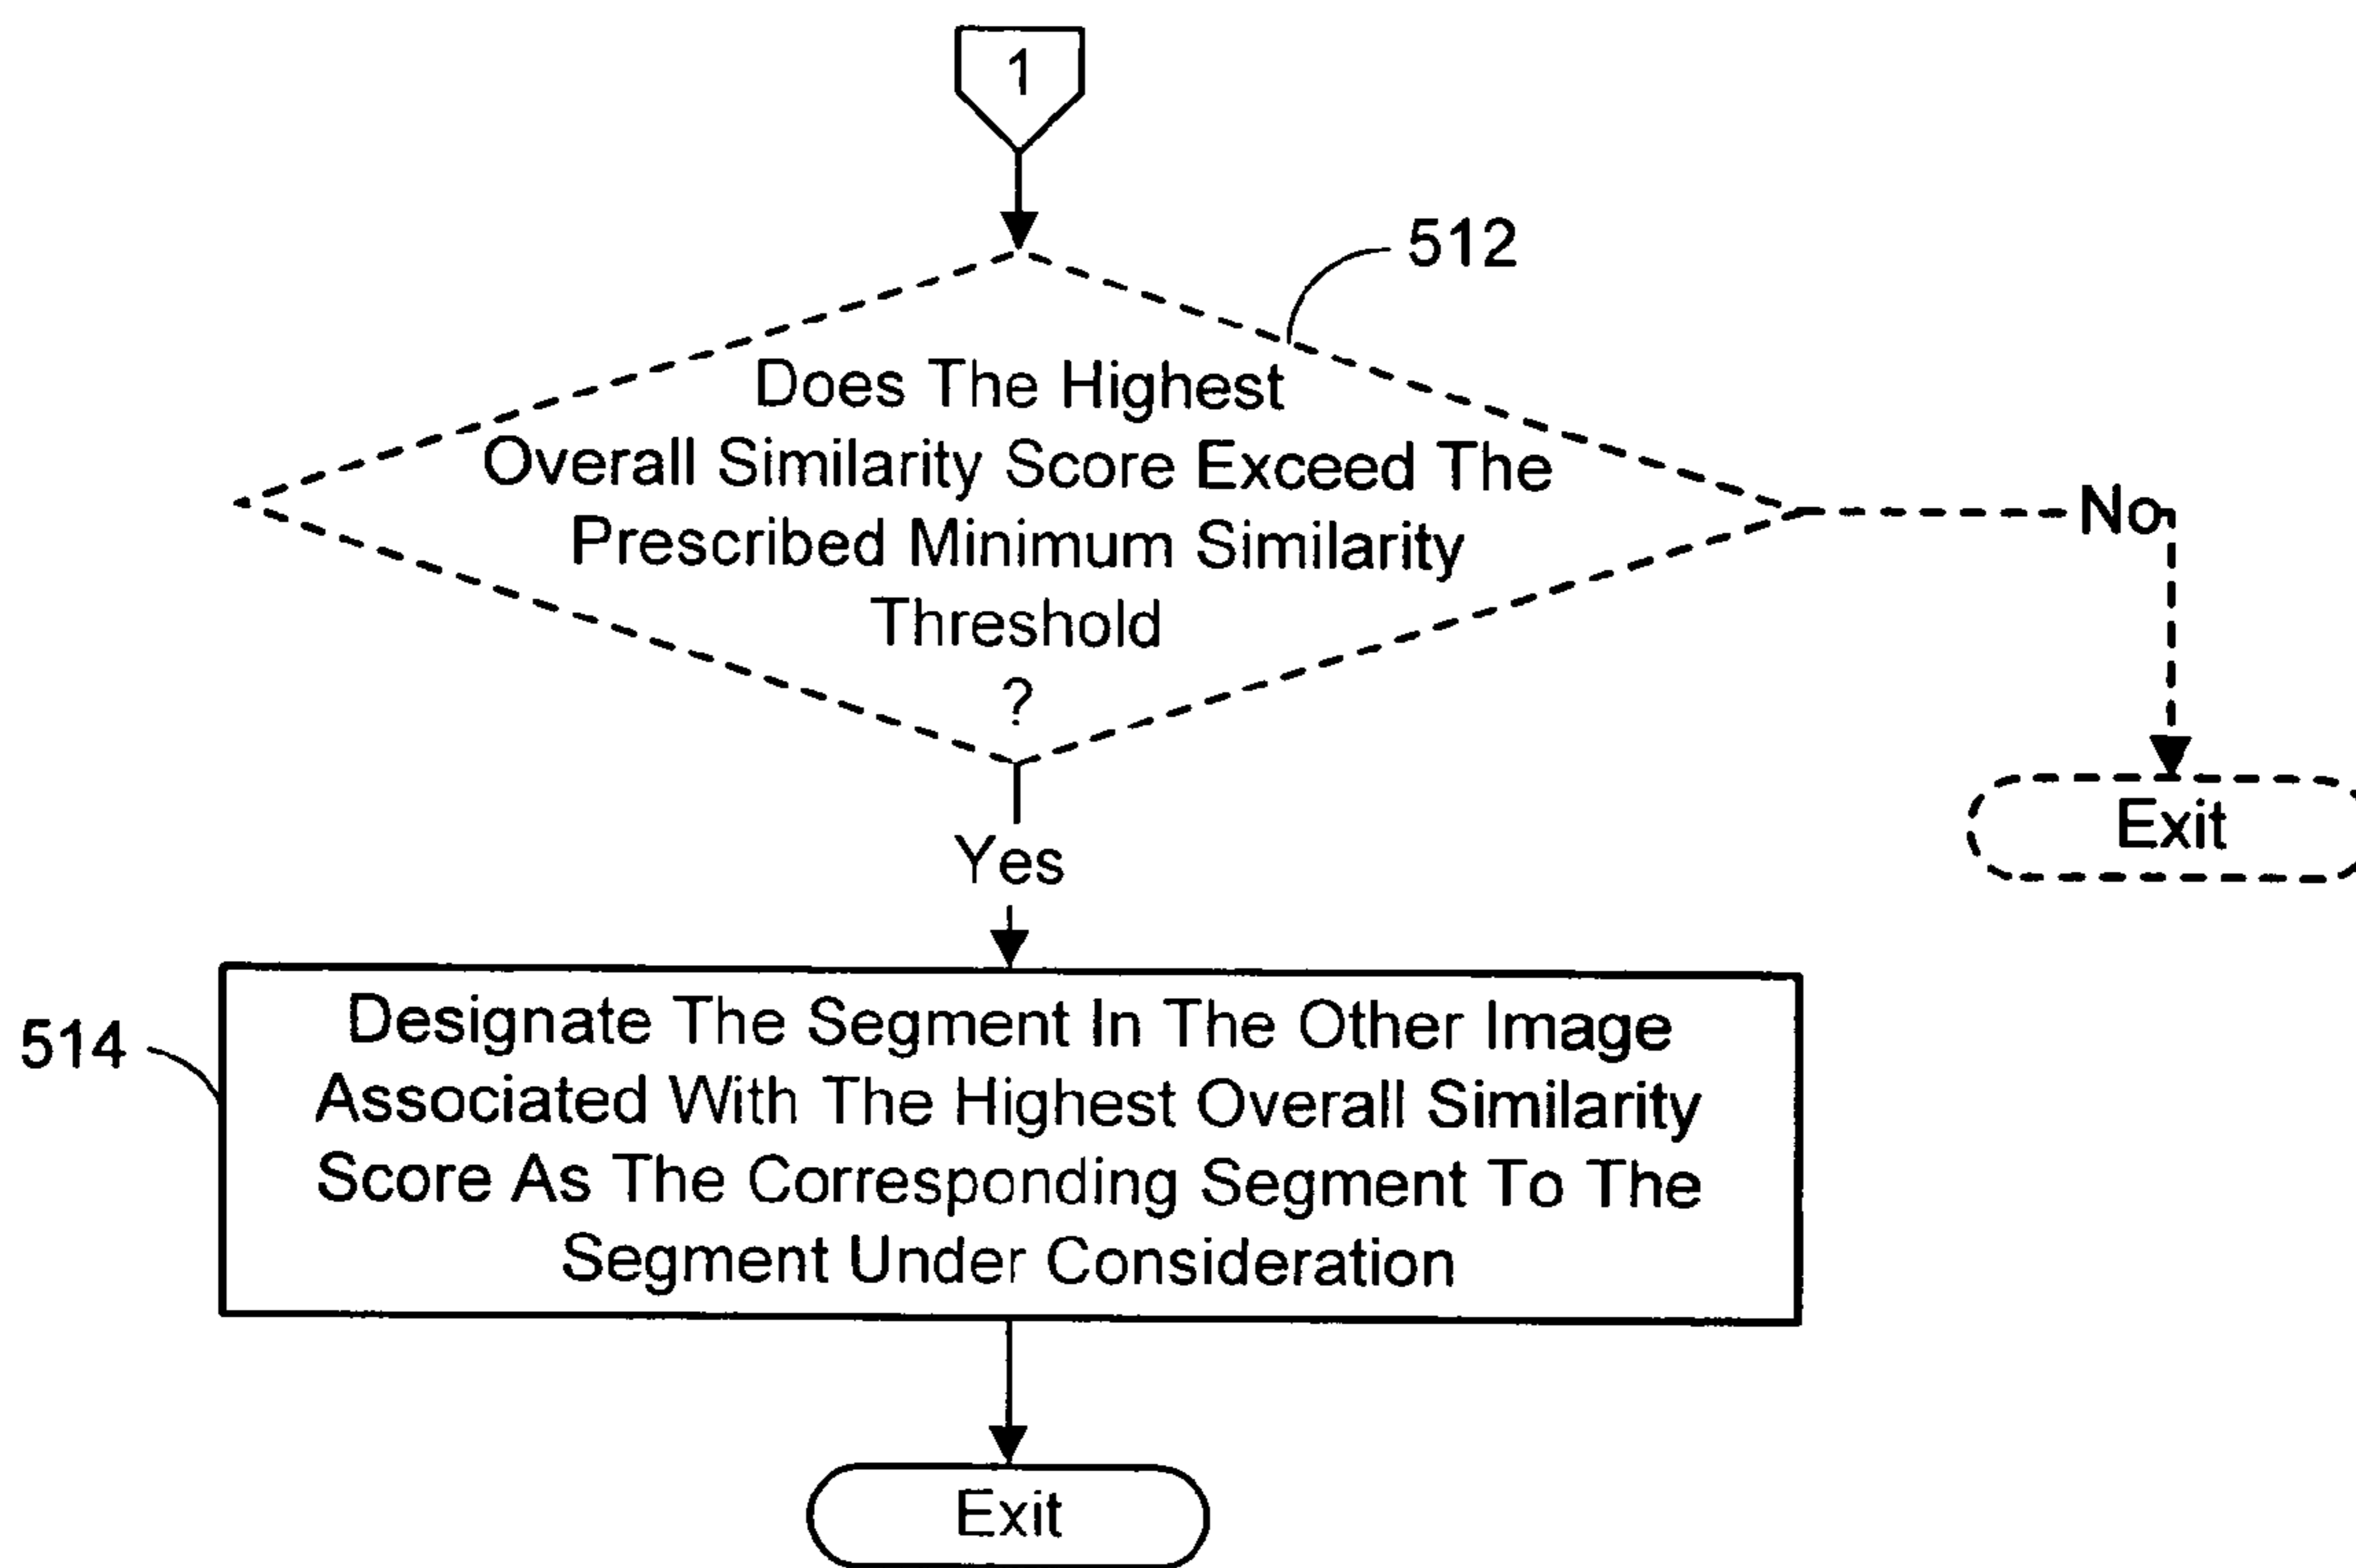 1
512
Does The Highest
Overall Similarity Score Exceed The
Prescribed Minimum Similarity
Threshold
?
No
Exit
Yes
514
Designate The Segment In The Other Image
Associated With The Highest Overall Similarity
Score As The Corresponding Segment To The
Segment Under Consideration
Exit